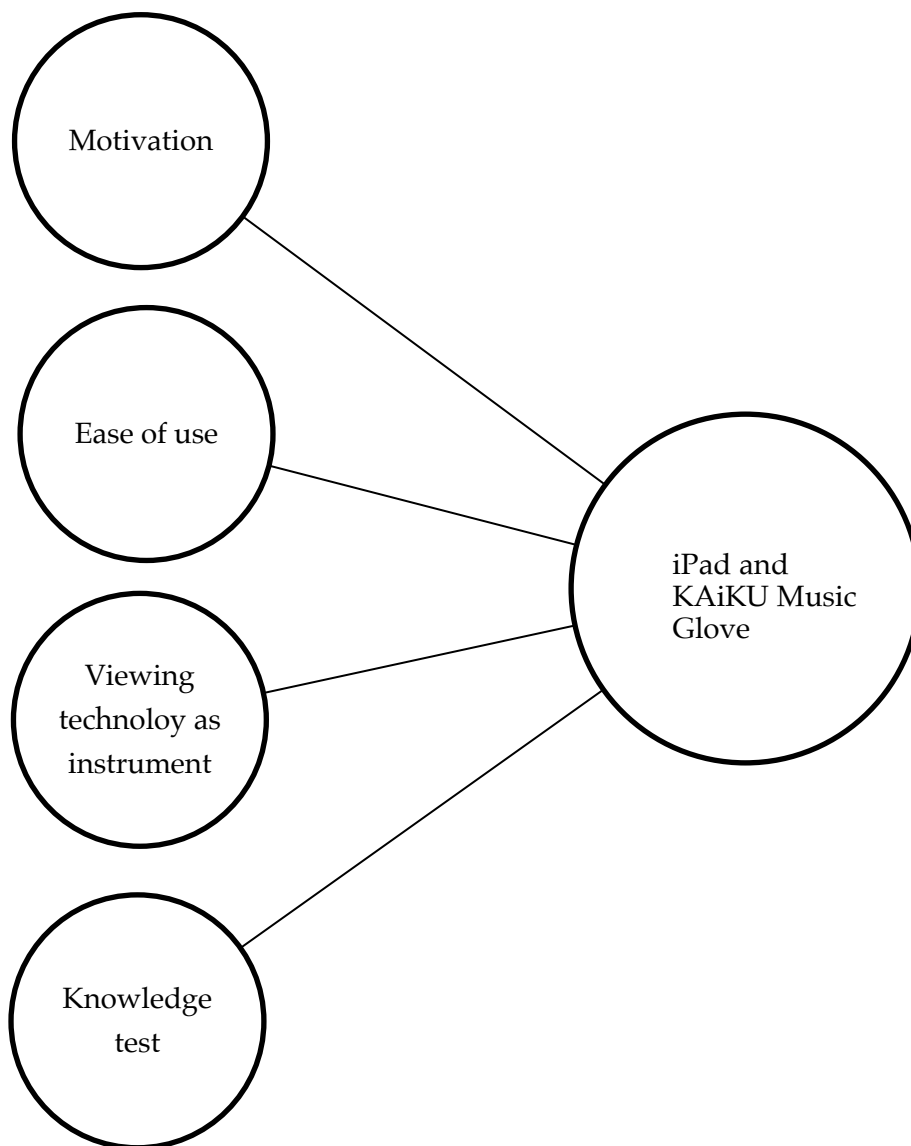 Motivation
Ease of use
Viewing
technoloy as
instrument
Knowledge
test
iPad and
KAiKU Music
Glove